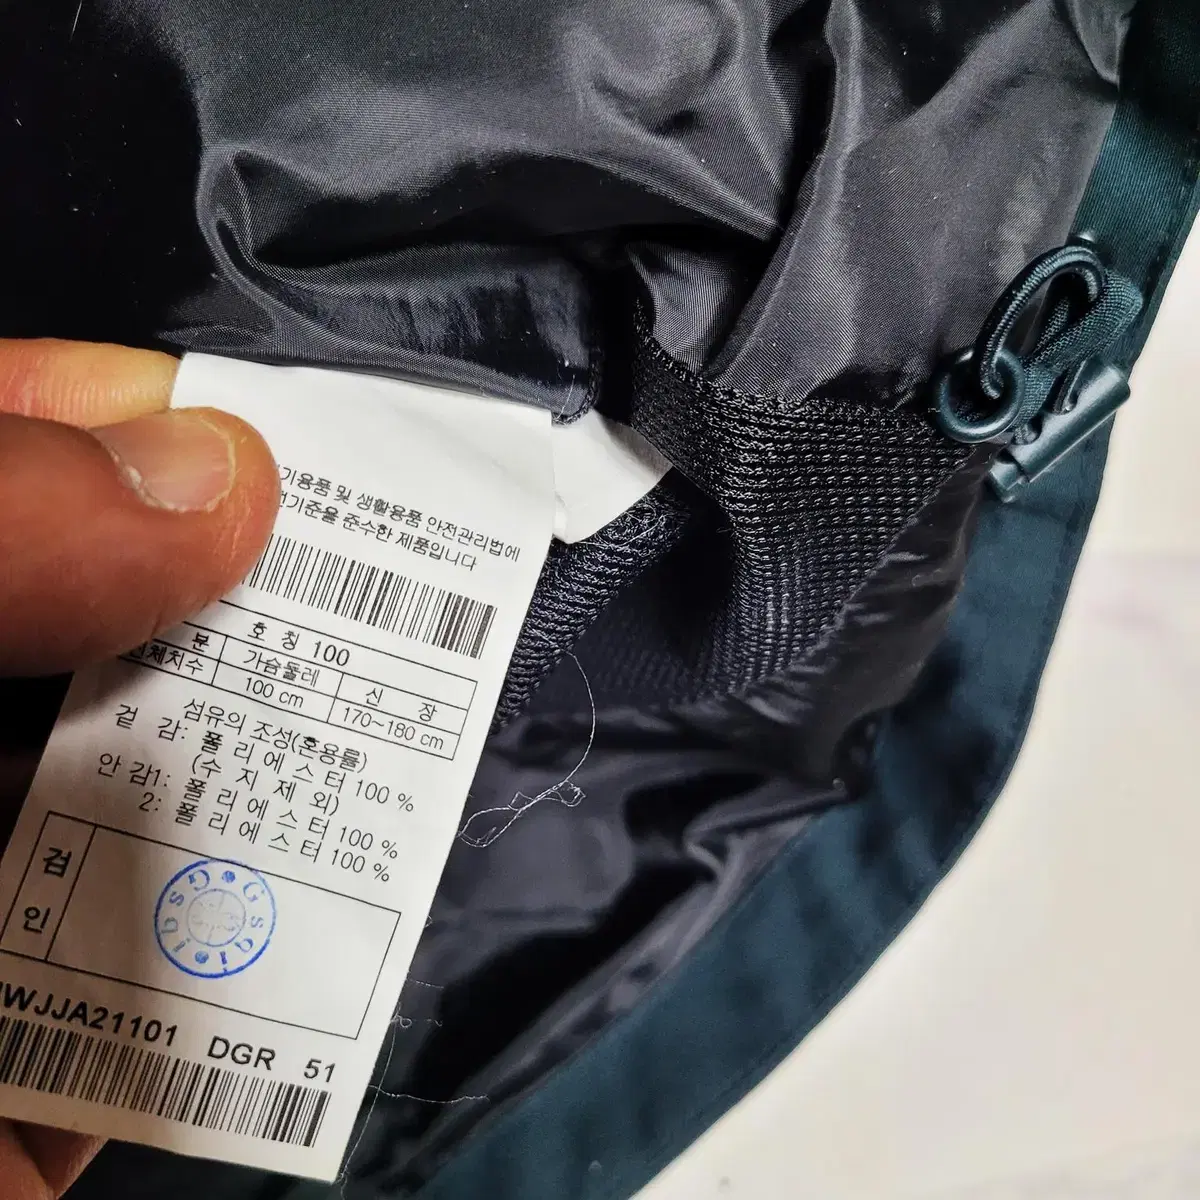 기용품 및 생활용품 안전관리법에
전기준을 준수한 제품입니다
분 호 칭 100
신체치수 가슴둘레 신 장
100 cm 170~180 cm
섬유의 조성(혼용률)
겉 감: 폴 리 에 스 터 100 %
(수 지 제 외)
안 감1: 폴 리 에 스 터 100 %
2: 폴 리 에 스 터 100 %
검
인
WJJA21101 DGR 51